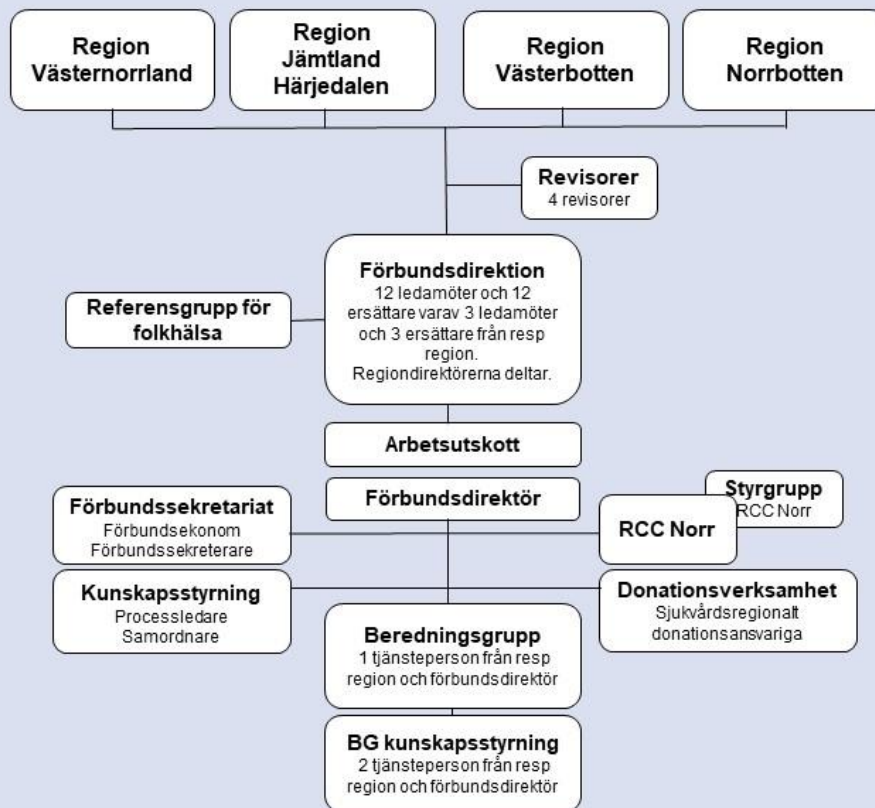 Region
Västernorrland
Region
Jämtland
Härjedalen
Region
Västerbotten
Region
Norrbotten
Revisorer
4 revisorer
Förbundsdirektion
12 ledamöter och 12
ersättare varav 3 ledamöter
och 3 ersättare från resp
region.
Regiondirektörerna deltar.
Referensgrupp för
folkhälsa
Arbetsutskott
Förbundsdirektör
Förbundssekretariat
Förbundsekonom
Förbundssekreterare
Styrgrupp
RCC Norr
RCC Norr
Kunskapsstyrning
Processledare
Samordnare
Donationsverksamhet
Sjukvårdsregionalt
donationsansvariga
Beredningsgrupp
1 tjänsteperson från resp
region och förbundsdirektör
BG kunskapsstyrning
2 tjänsteperson från resp
region och förbundsdirektör